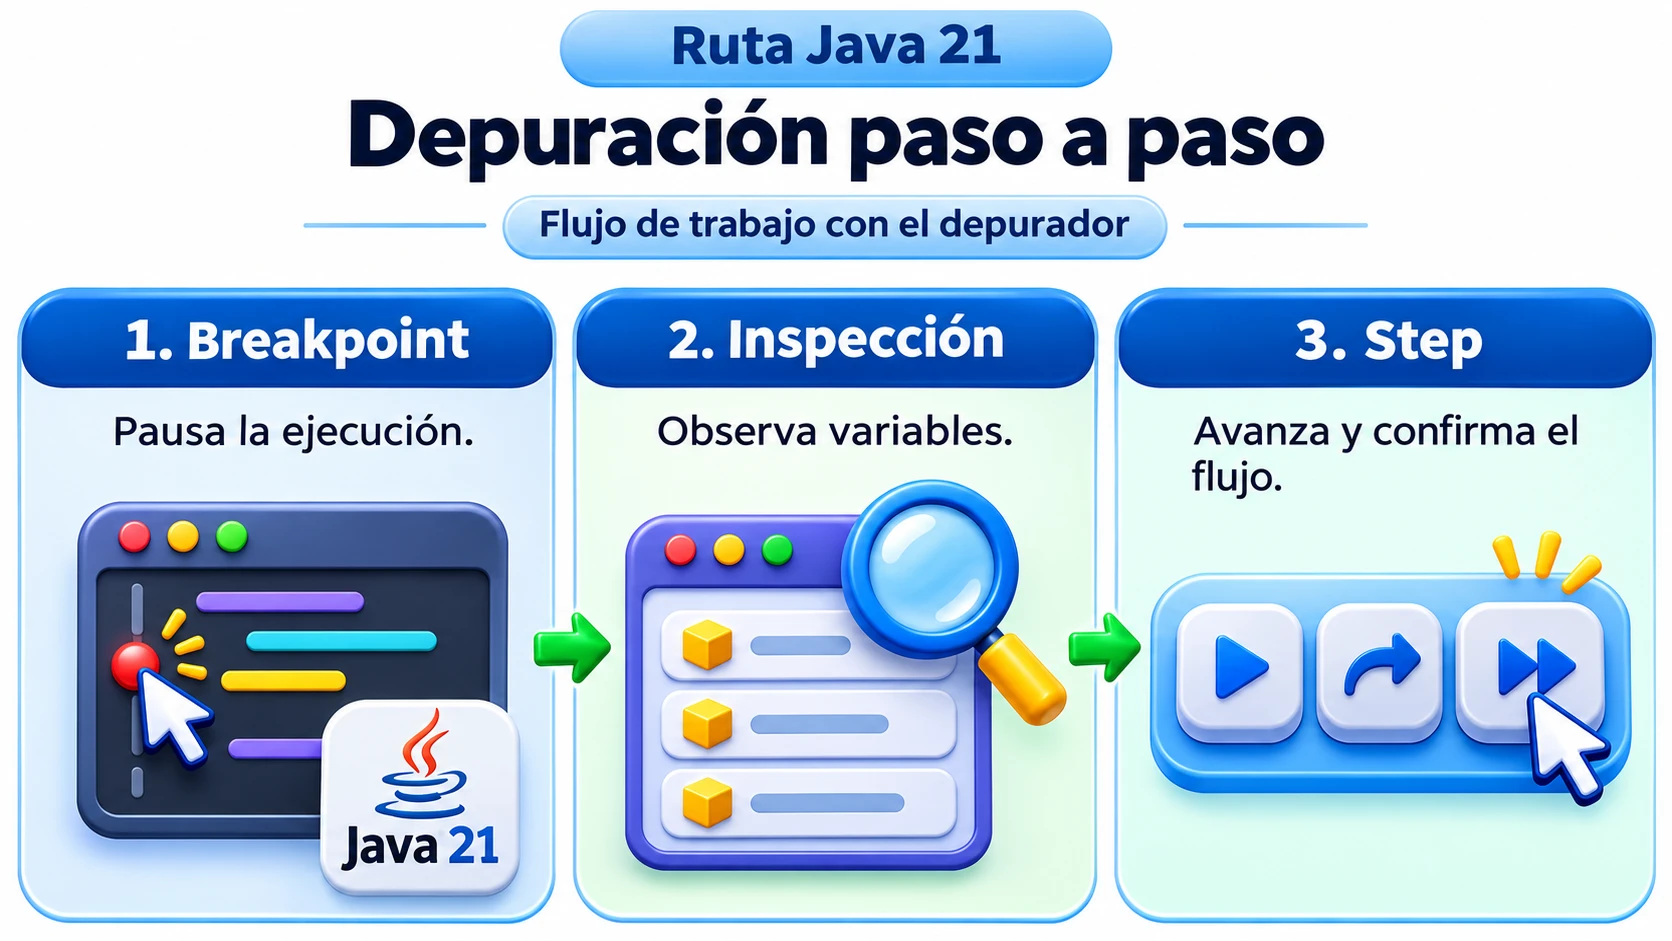 Ruta Java 21
Depuración paso a paso
Flujo de trabajo con el depurador
1. Breakpoint
Pausa la ejecución.
Java 21
2. Inspección
Observa variables.
3. Step
Avanza y confirma el
flujo.